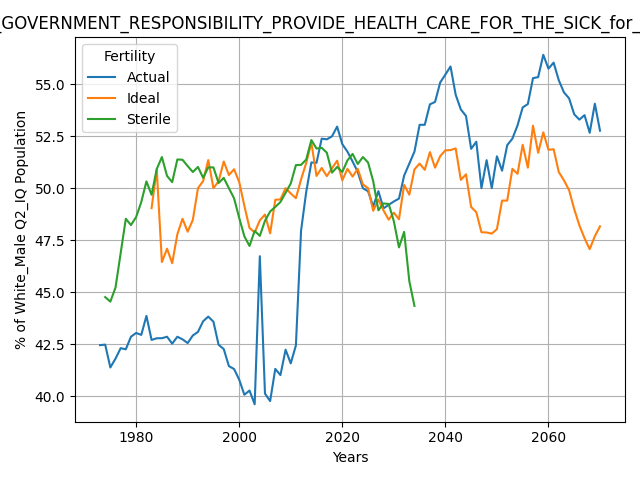 _GOVERNMENT_RESPONSIBILITY_PROVIDE_HEALTH_CARE_FOR_THE_SICK_for_
Fertility
Actual
Ideal
Sterile
% of White_Male Q2_IQ Population
55.0
52.5
50.0
47.5
45.0
42.5
40.0
1980
2000
2020
2040
2060
Years